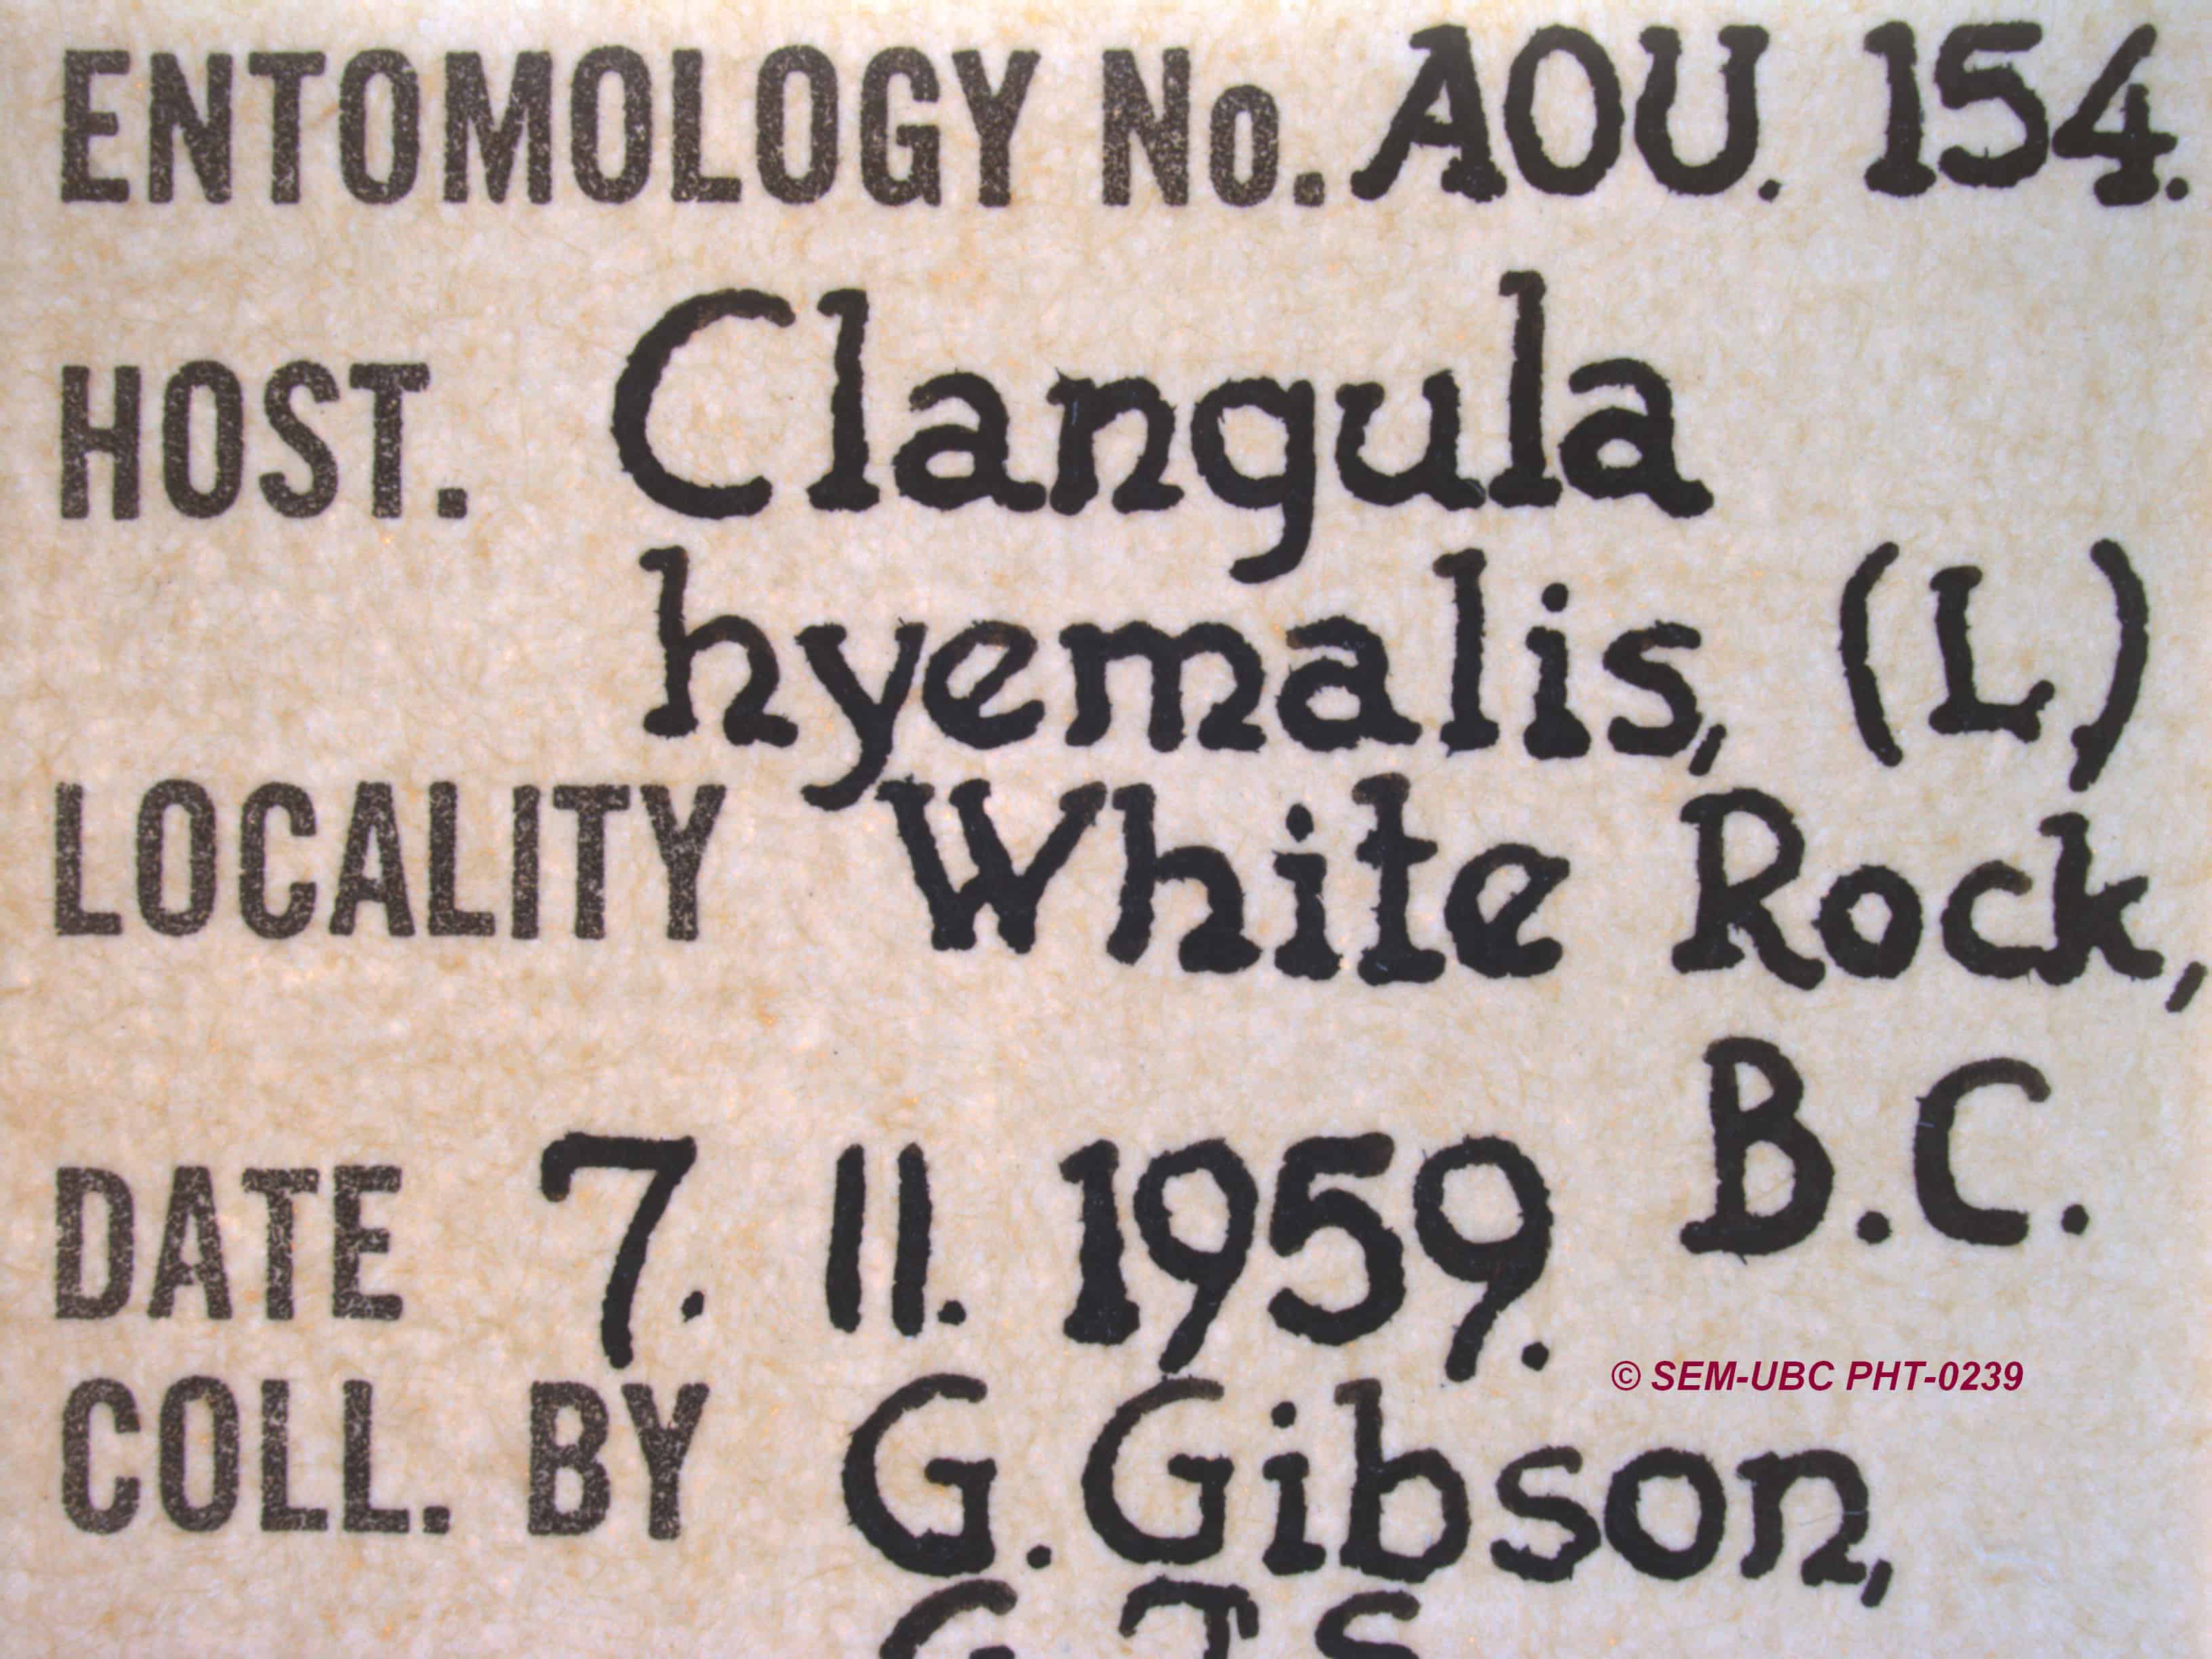 ENTOMOLOGY No. AOU. 154.
HOST. Clangula
hyemalis, (L)
LOCALITY White Rock,
B.C.
DATE 7. 11. 1959.
© SEM-UBC PHT-0239
COLL. BY G. Gibson,